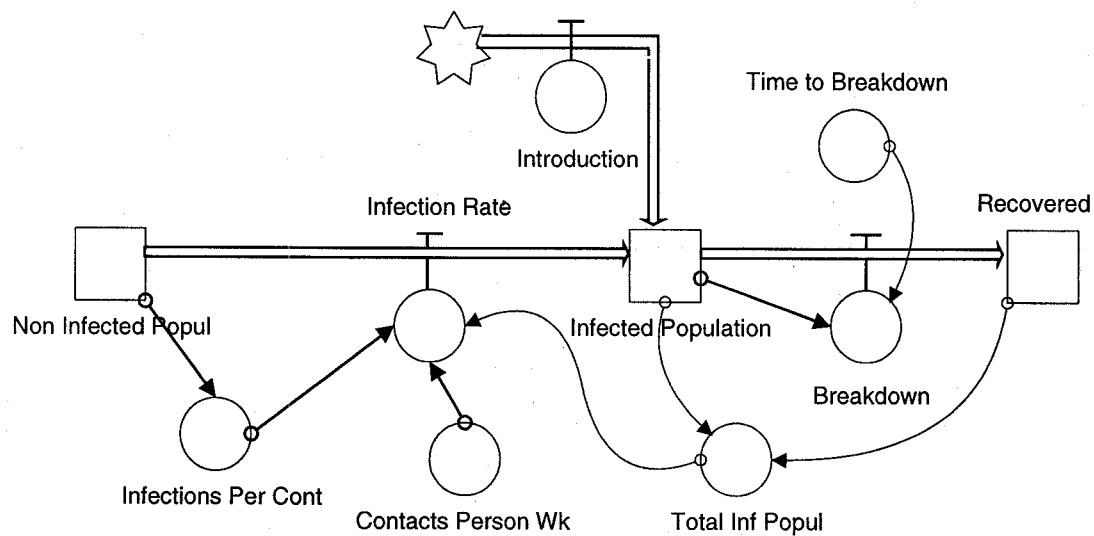 Time to Breakdown
Introduction
Infection Rate
Recovered
Non Infected Popul
Infected Population
Breakdown
Infections Per Cont
Contacts Person Wk
Total Inf Popul